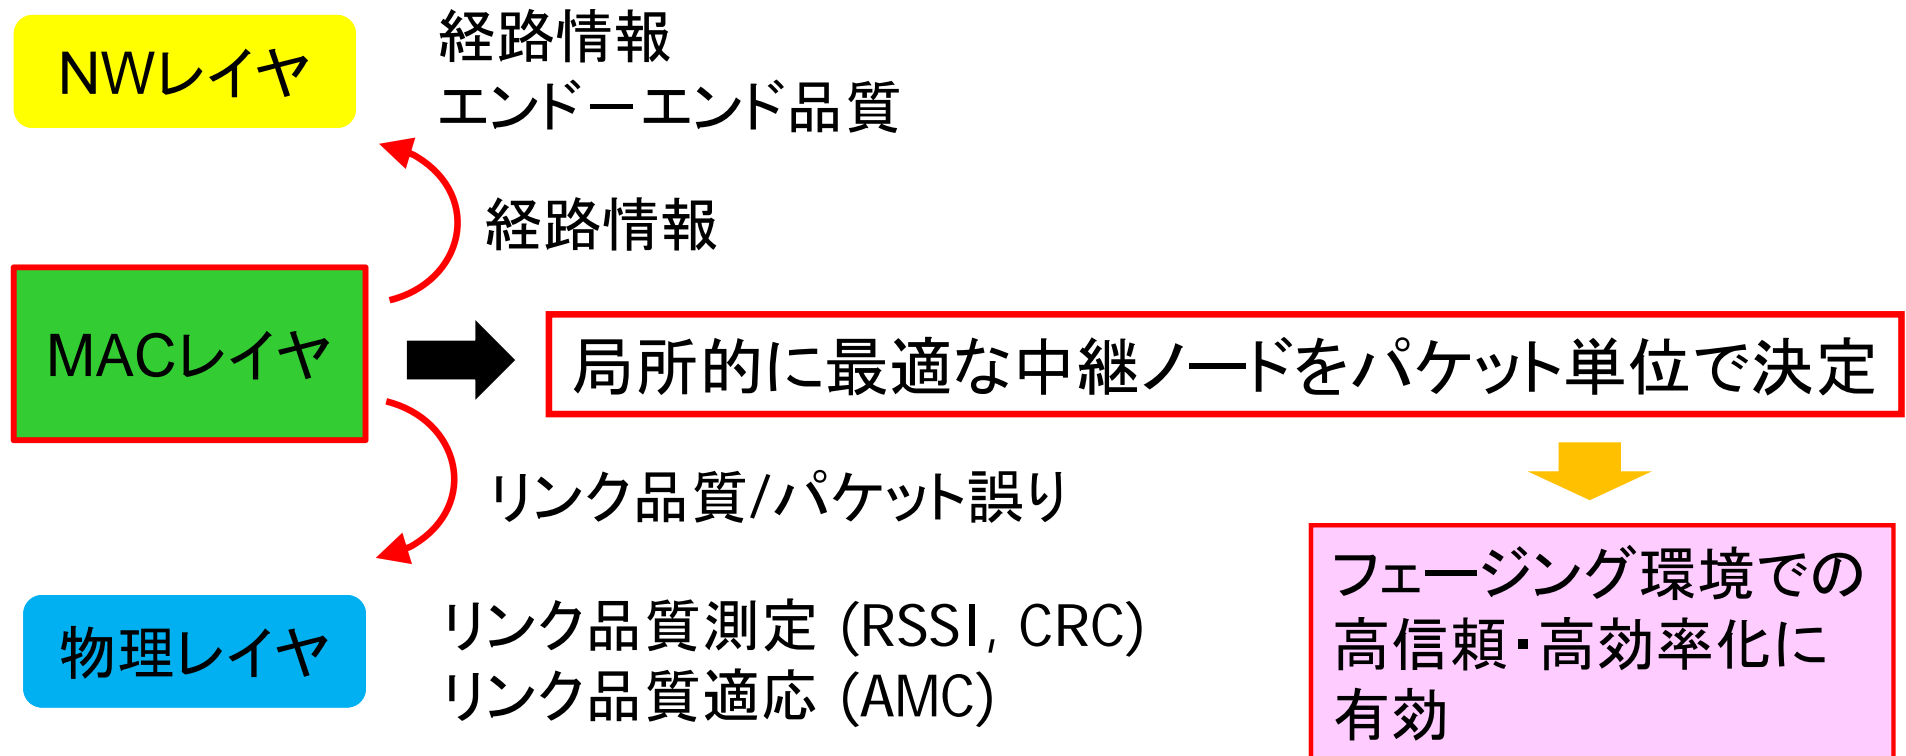 NWレイヤ
経路情報
エンドーエンド品質
経路情報
MACレイヤ
局所的に最適な中継ノードをパケット単位で決定
リンク品質/パケット誤り
物理レイヤ
リンク品質測定 (RSSI, CRC)
リンク品質適応 (AMC)
フェージング環境での
高信頼・高効率化に
有効